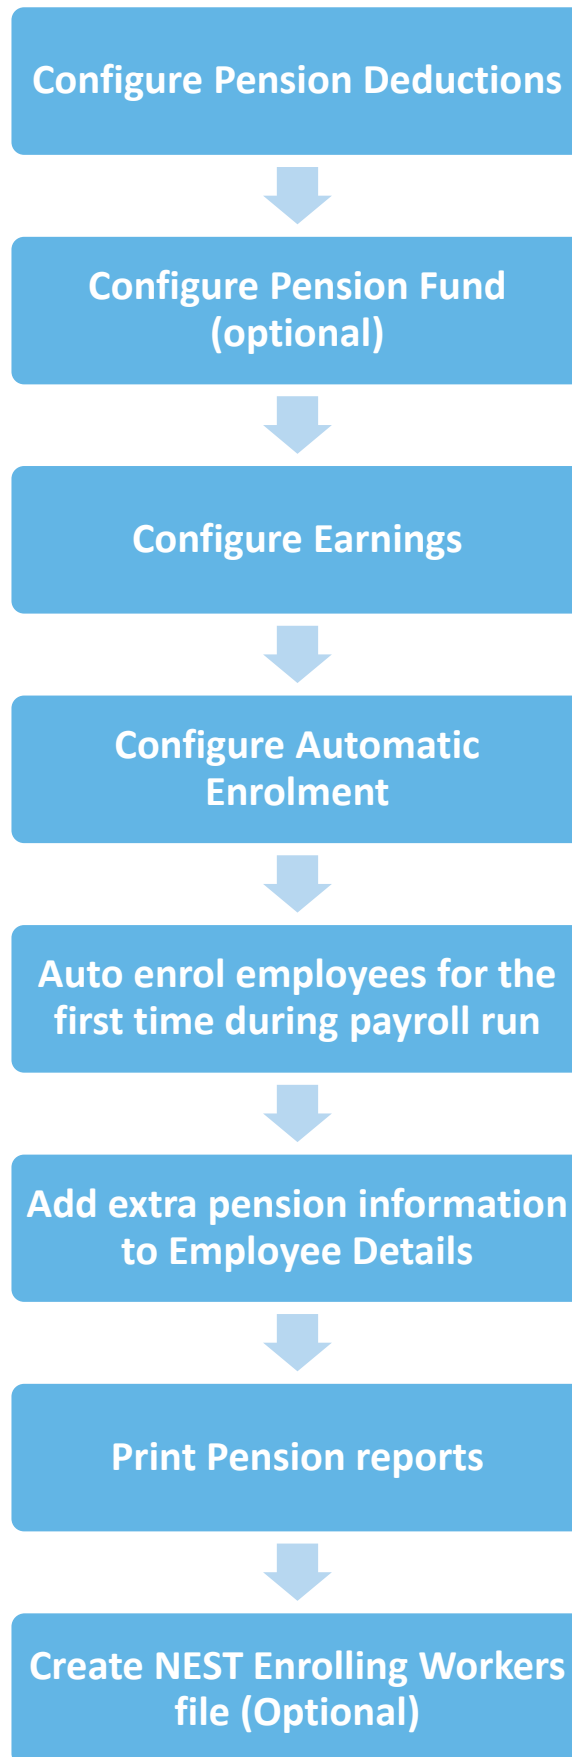 Configure Pension Deductions
Configure Pension Fund
(optional)
Configure Earnings
Configure Automatic
Enrolment
Auto enrol employees for the
first time during payroll run
Add extra pension information
to Employee Details
Print Pension reports
Create NEST Enrolling Workers
file (Optional)